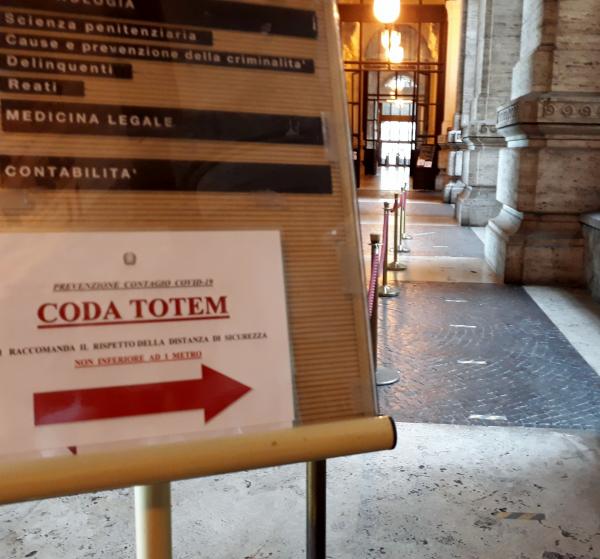 Scienza penitenziaria
Cause e prevenzione della criminalita'
Delinquenti
Reati
MEDICINA LEGALE
CONTABILITA'
PREVENZIONE CONTAGIO COVID-19
CODA TOTEM
RACCOMANDA IL RISPETTO DELLA DISTANZA DI SICUREZZA
NON INFERIORE AD 1 METRO